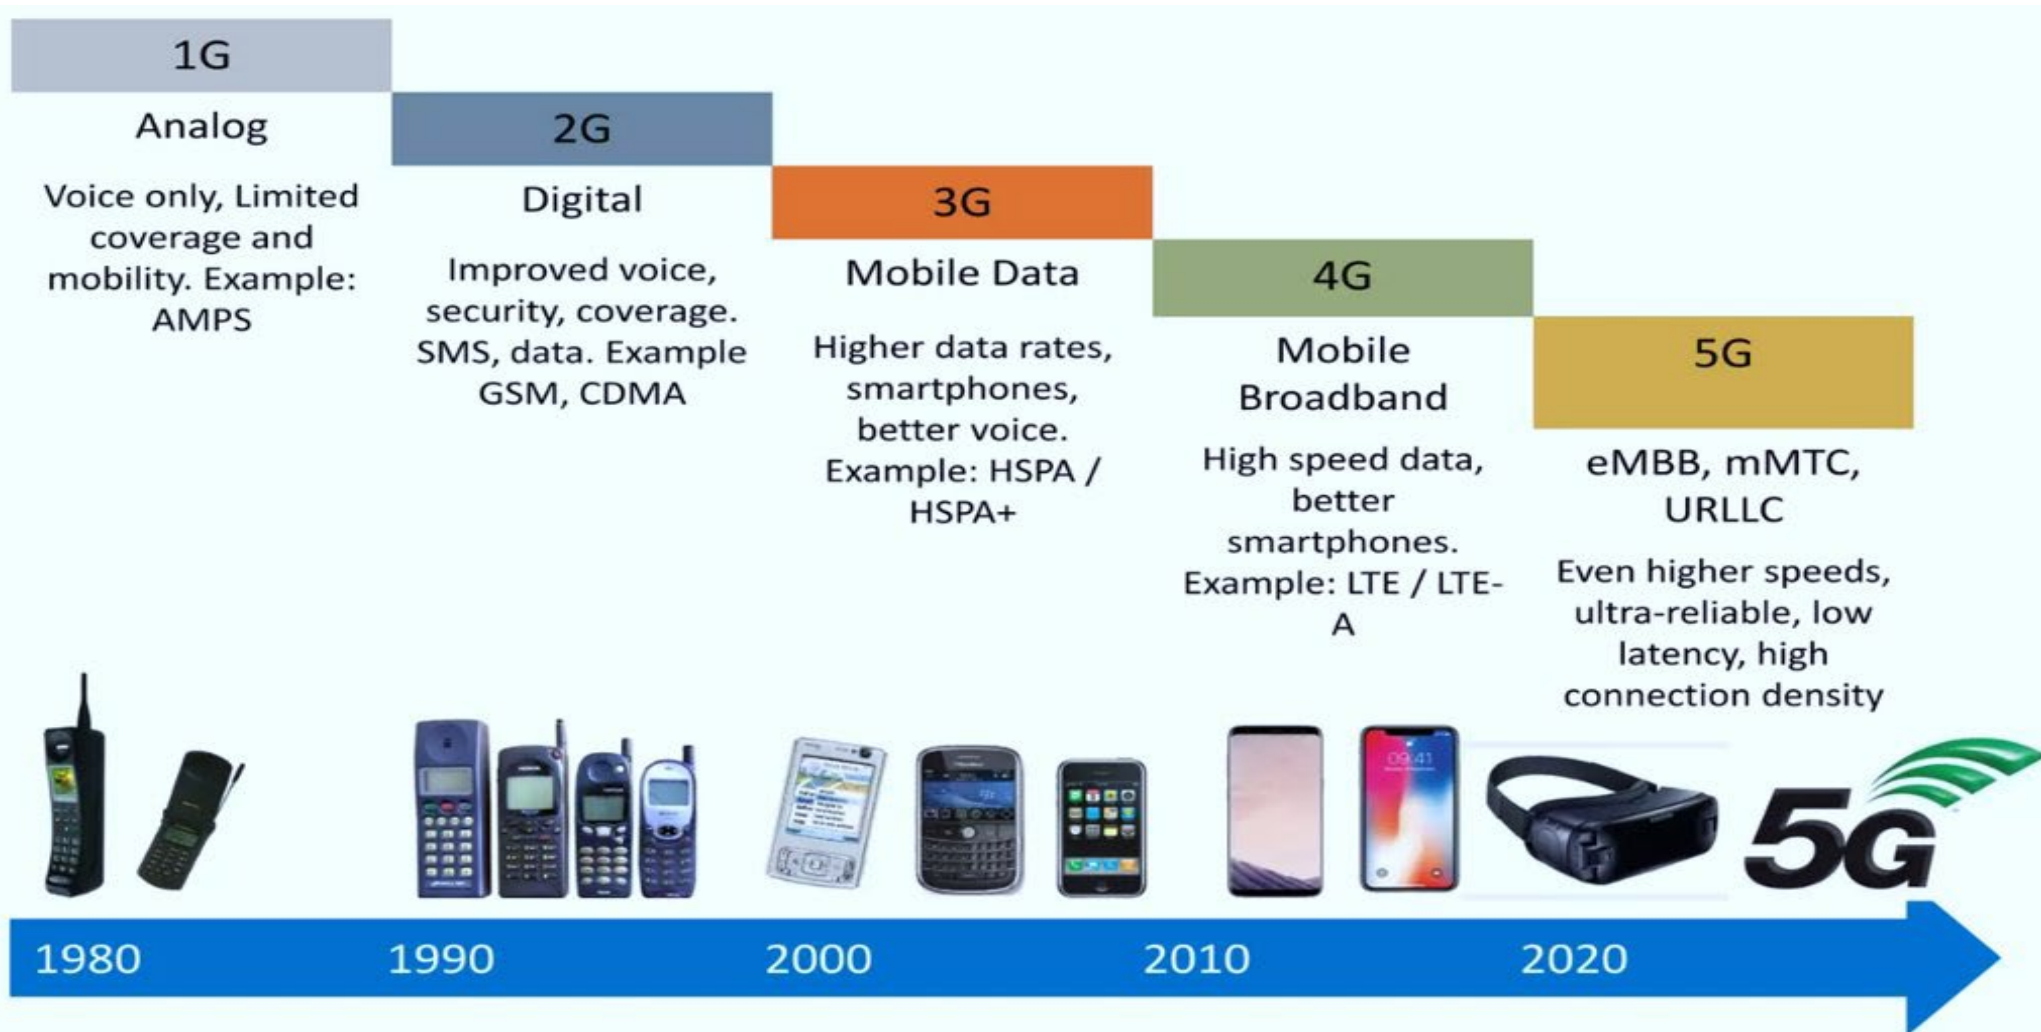 1G
Analog
Voice only, Limited
coverage and
mobility. Example:
AMPS
2G
Digital
Improved voice,
security, coverage.
SMS, data. Example
GSM, CDMA
3G
Mobile Data
Higher data rates,
smartphones,
better voice.
Example: HSPA /
HSPA+
4G
Mobile
Broadband
High speed data,
better
smartphones.
Example: LTE / LTE-
A
5G
eMBB, mMTC,
URLLC
Even higher speeds,
ultra-reliable, low
latency, high
connection density
09:41
5G
1980
1990
2000
2010
2020